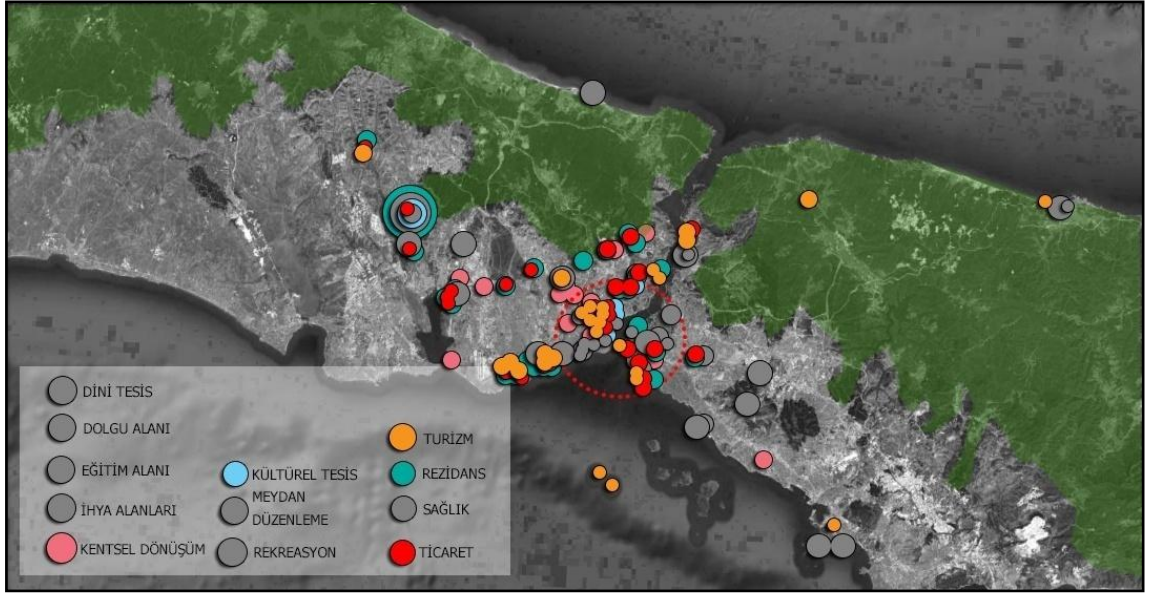 DİNİ TESİS
DOLGU ALANI
EĞİTİM ALANI
İHYA ALANLARI
KENTSEL DÖNÜŞÜM
KÜLTÜREL TESİS
MEYDAN
DÜZENLEME
REKREASYON
TURİZM
REZİDANS
SAĞLIK
TİCARET